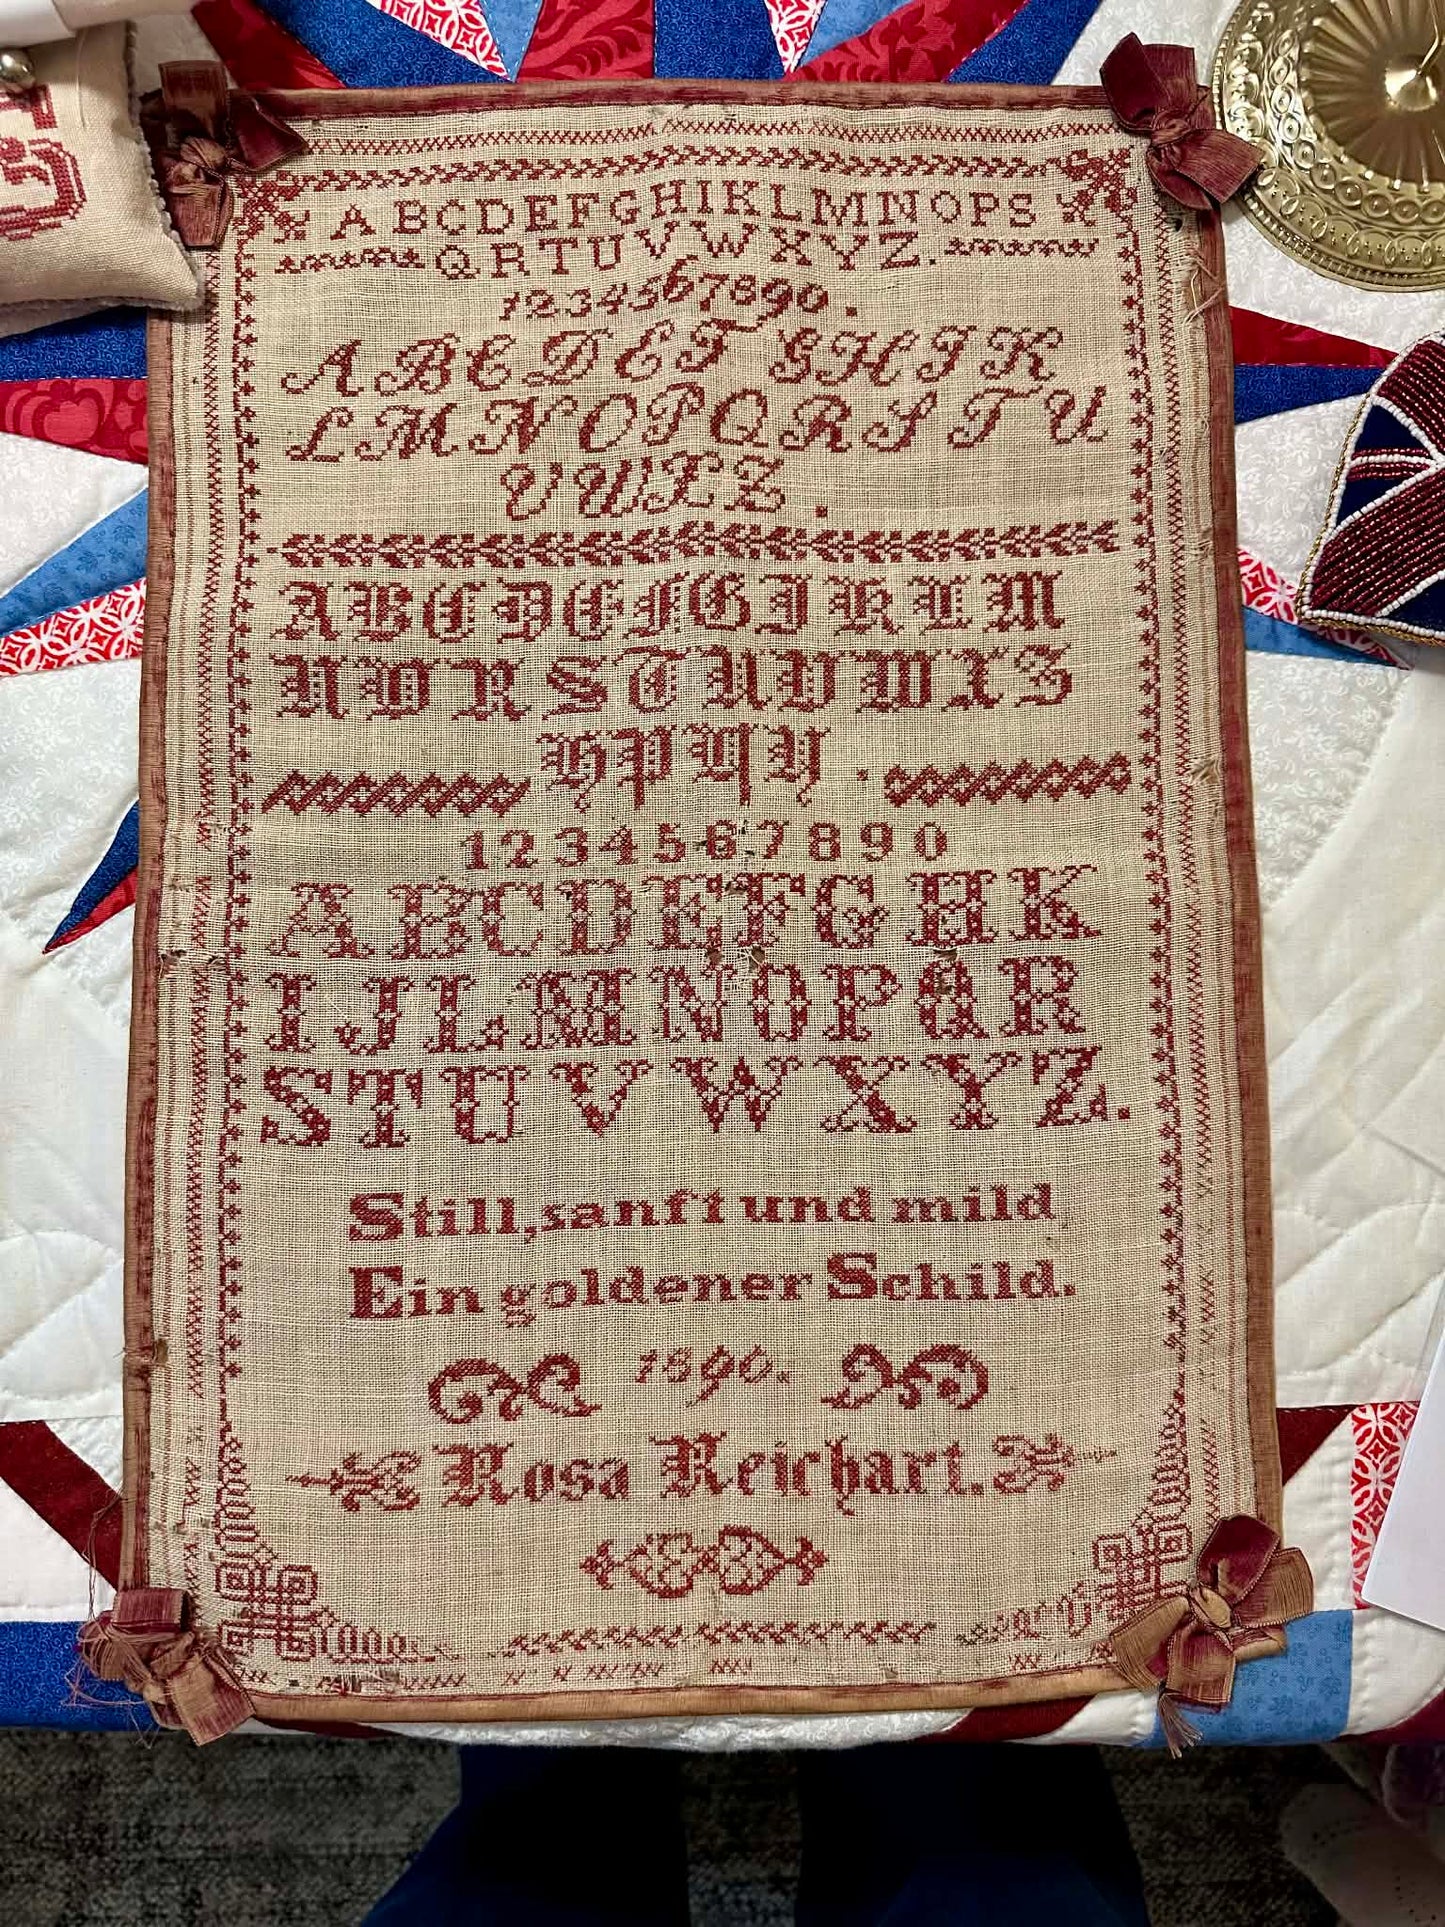 ABCDEFGHIKLMNOPS
QRTUVWXYZ.
1234567890.
ABCDEFGHIK
LMNOPQRSTU
VWXZ.
ABCDEFGIKLM
NORSTUVWXZ
HPQY.
1234567890
ABCDEFGHK
IJLMNOPQR
STUVWXYZ.
Still, sanft und mild
Ein goldener Schild.
1896.
Rosa Reichart.